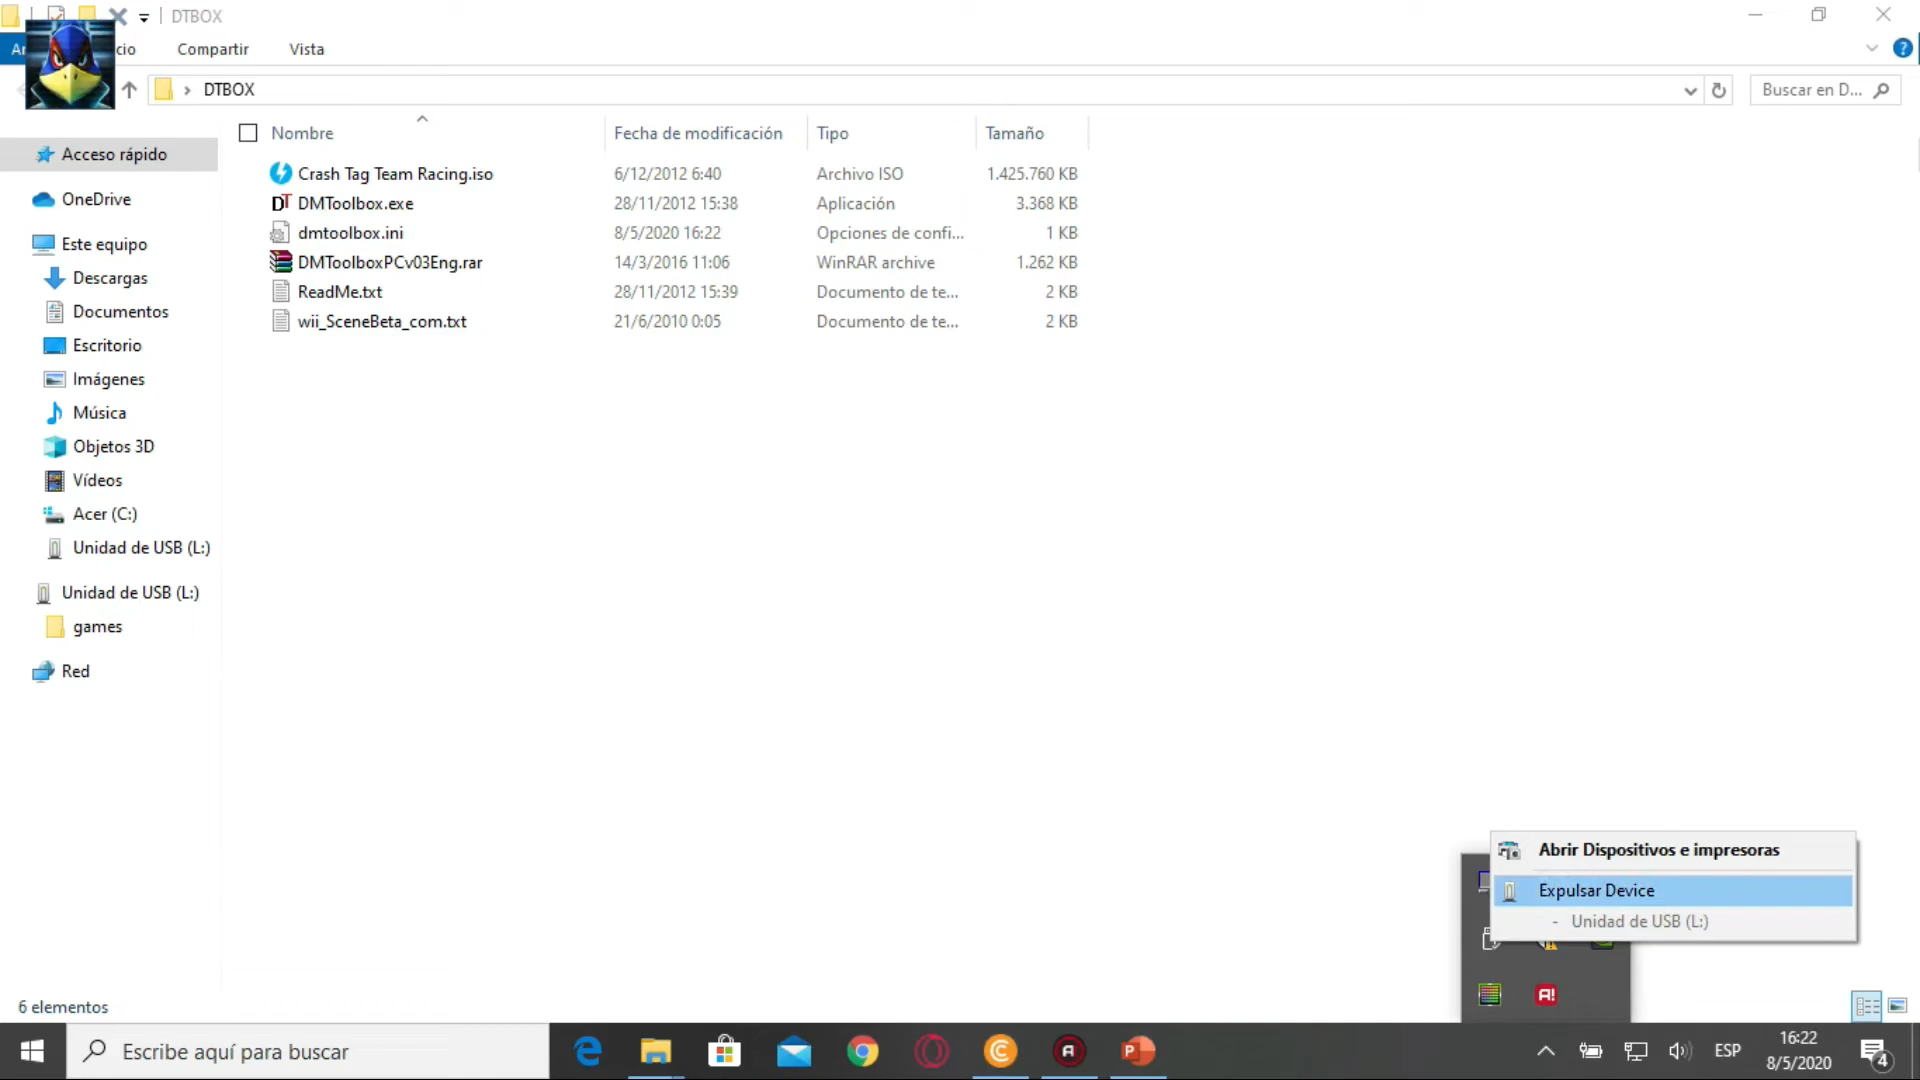 DTBOX
Ar
cio
Compartir
Vista
DTBOX
Buscar en D...
Nombre
Fecha de modificación
Tipo
Tamaño
Crash Tag Team Racing.iso
6/12/2012 6:40
Archivo ISO
1.425.760 KB
DMToolbox.exe
28/11/2012 15:38
Aplicación
3.368 KB
dmtoolbox.ini
8/5/2020 16:22
Opciones de confi...
1 KB
DMToolboxPCv03Eng.rar
14/3/2016 11:06
WinRAR archive
1.262 KB
ReadMe.txt
28/11/2012 15:39
Documento de te...
2 KB
wii_SceneBeta_com.txt
21/6/2010 0:05
Documento de te...
2 KB
Acceso rápido
OneDrive
Este equipo
Descargas
Documentos
Escritorio
Imágenes
Música
Objetos 3D
Vídeos
Acer (C:)
Unidad de USB (L:)
Unidad de USB (L:)
games
Red
Abrir Dispositivos e impresoras
Expulsar Device
- Unidad de USB (L:)
6 elementos
Escribe aquí para buscar
ESP
16:22
8/5/2020
4